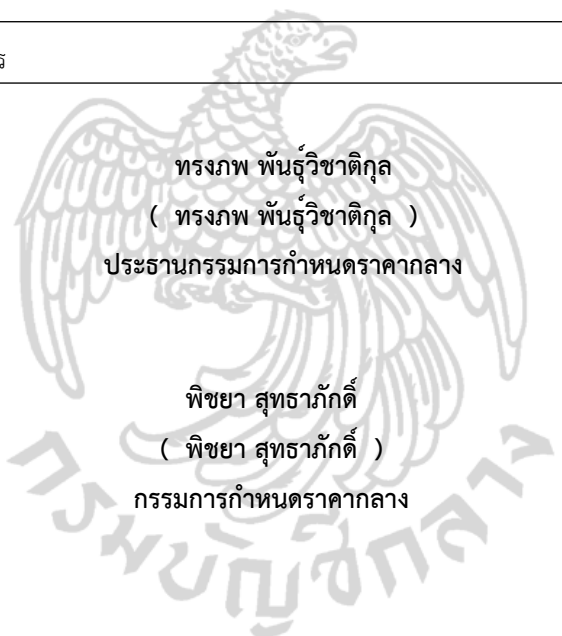 ร
ทรงภพ พันธุ์วิชาติกุล
( ทรงภพ พันธุ์วิชาติกุล )
ประธานกรรมการกำหนดราคากลาง
พิชยา สุทธาภักดิ์
( พิชยา สุทธาภักดิ์ )
กรรมการกำหนดราคากลาง
กรมบัญชีกลาง